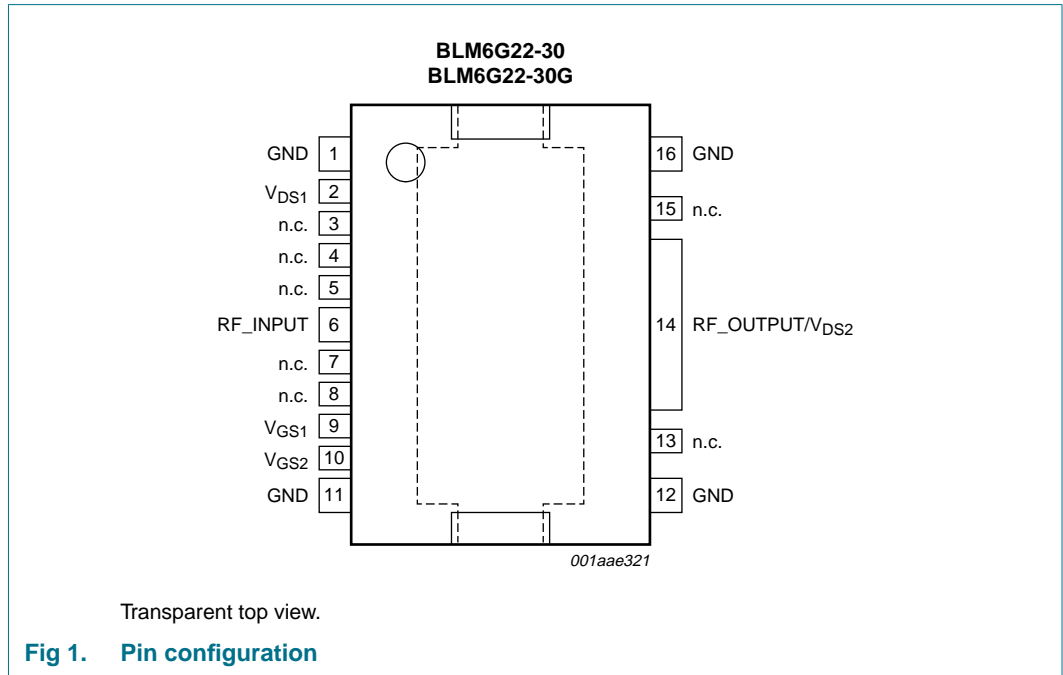 BLM6G22-30
BLM6G22-30G
GND 1
VDS1 2
n.c. 3
n.c. 4
n.c. 5
RF_INPUT 6
n.c. 7
n.c. 8
VGS1 9
VGS2 10
GND 11
16 GND
15 n.c.
14 RF_OUTPUT/VDS2
13 n.c.
12 GND
001aae321
Transparent top view.
Fig 1. Pin configuration